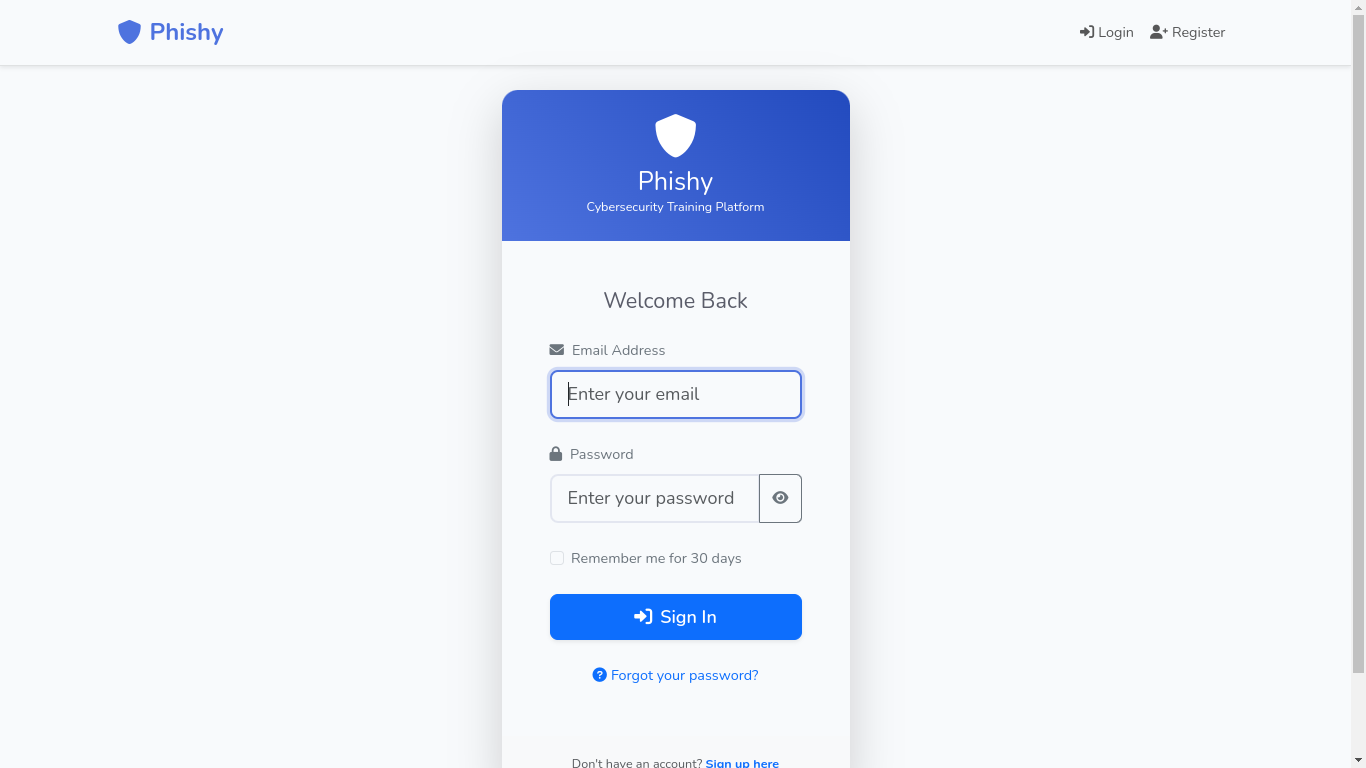 Phishy
Login
Register
Phishy
Cybersecurity Training Platform
Welcome Back
Email Address
Enter your email
Password
Enter your password
Remember me for 30 days
Sign In
Forgot your password?
Don't have an account? Sign up here